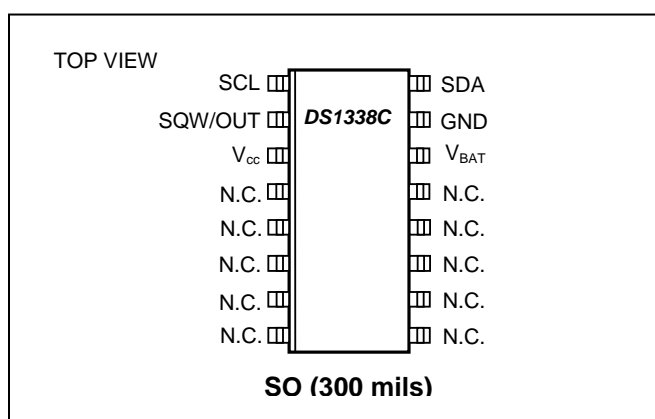 TOP VIEW
SCL SDA
SQW/OUT DS1338C GND
Vcc VBAT
N.C. N.C.
N.C. N.C.
N.C. N.C.
N.C. N.C.
N.C. N.C.
SO (300 mils)